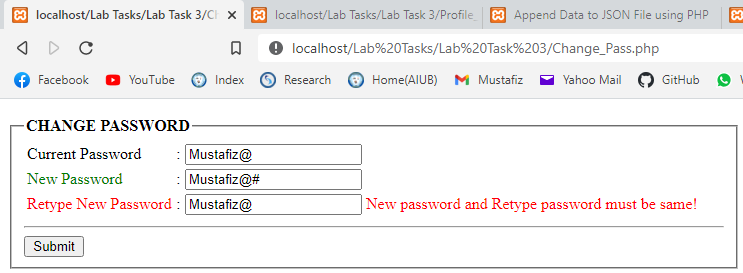 localhost/Lab Tasks/Lab Task 3/Ch
localhost/Lab Tasks/Lab Task 3/Profile_
Append Data to JSON File using PHP
localhost/Lab%20Tasks/Lab%20Task%203/Change_Pass.php
Facebook YouTube Index Research Home(AIUB) Mustafiz Yahoo Mail GitHub
CHANGE PASSWORD
Current Password : Mustafiz@
New Password : Mustafiz@#
Retype New Password : Mustafiz@ New password and Retype password must be same!
Submit